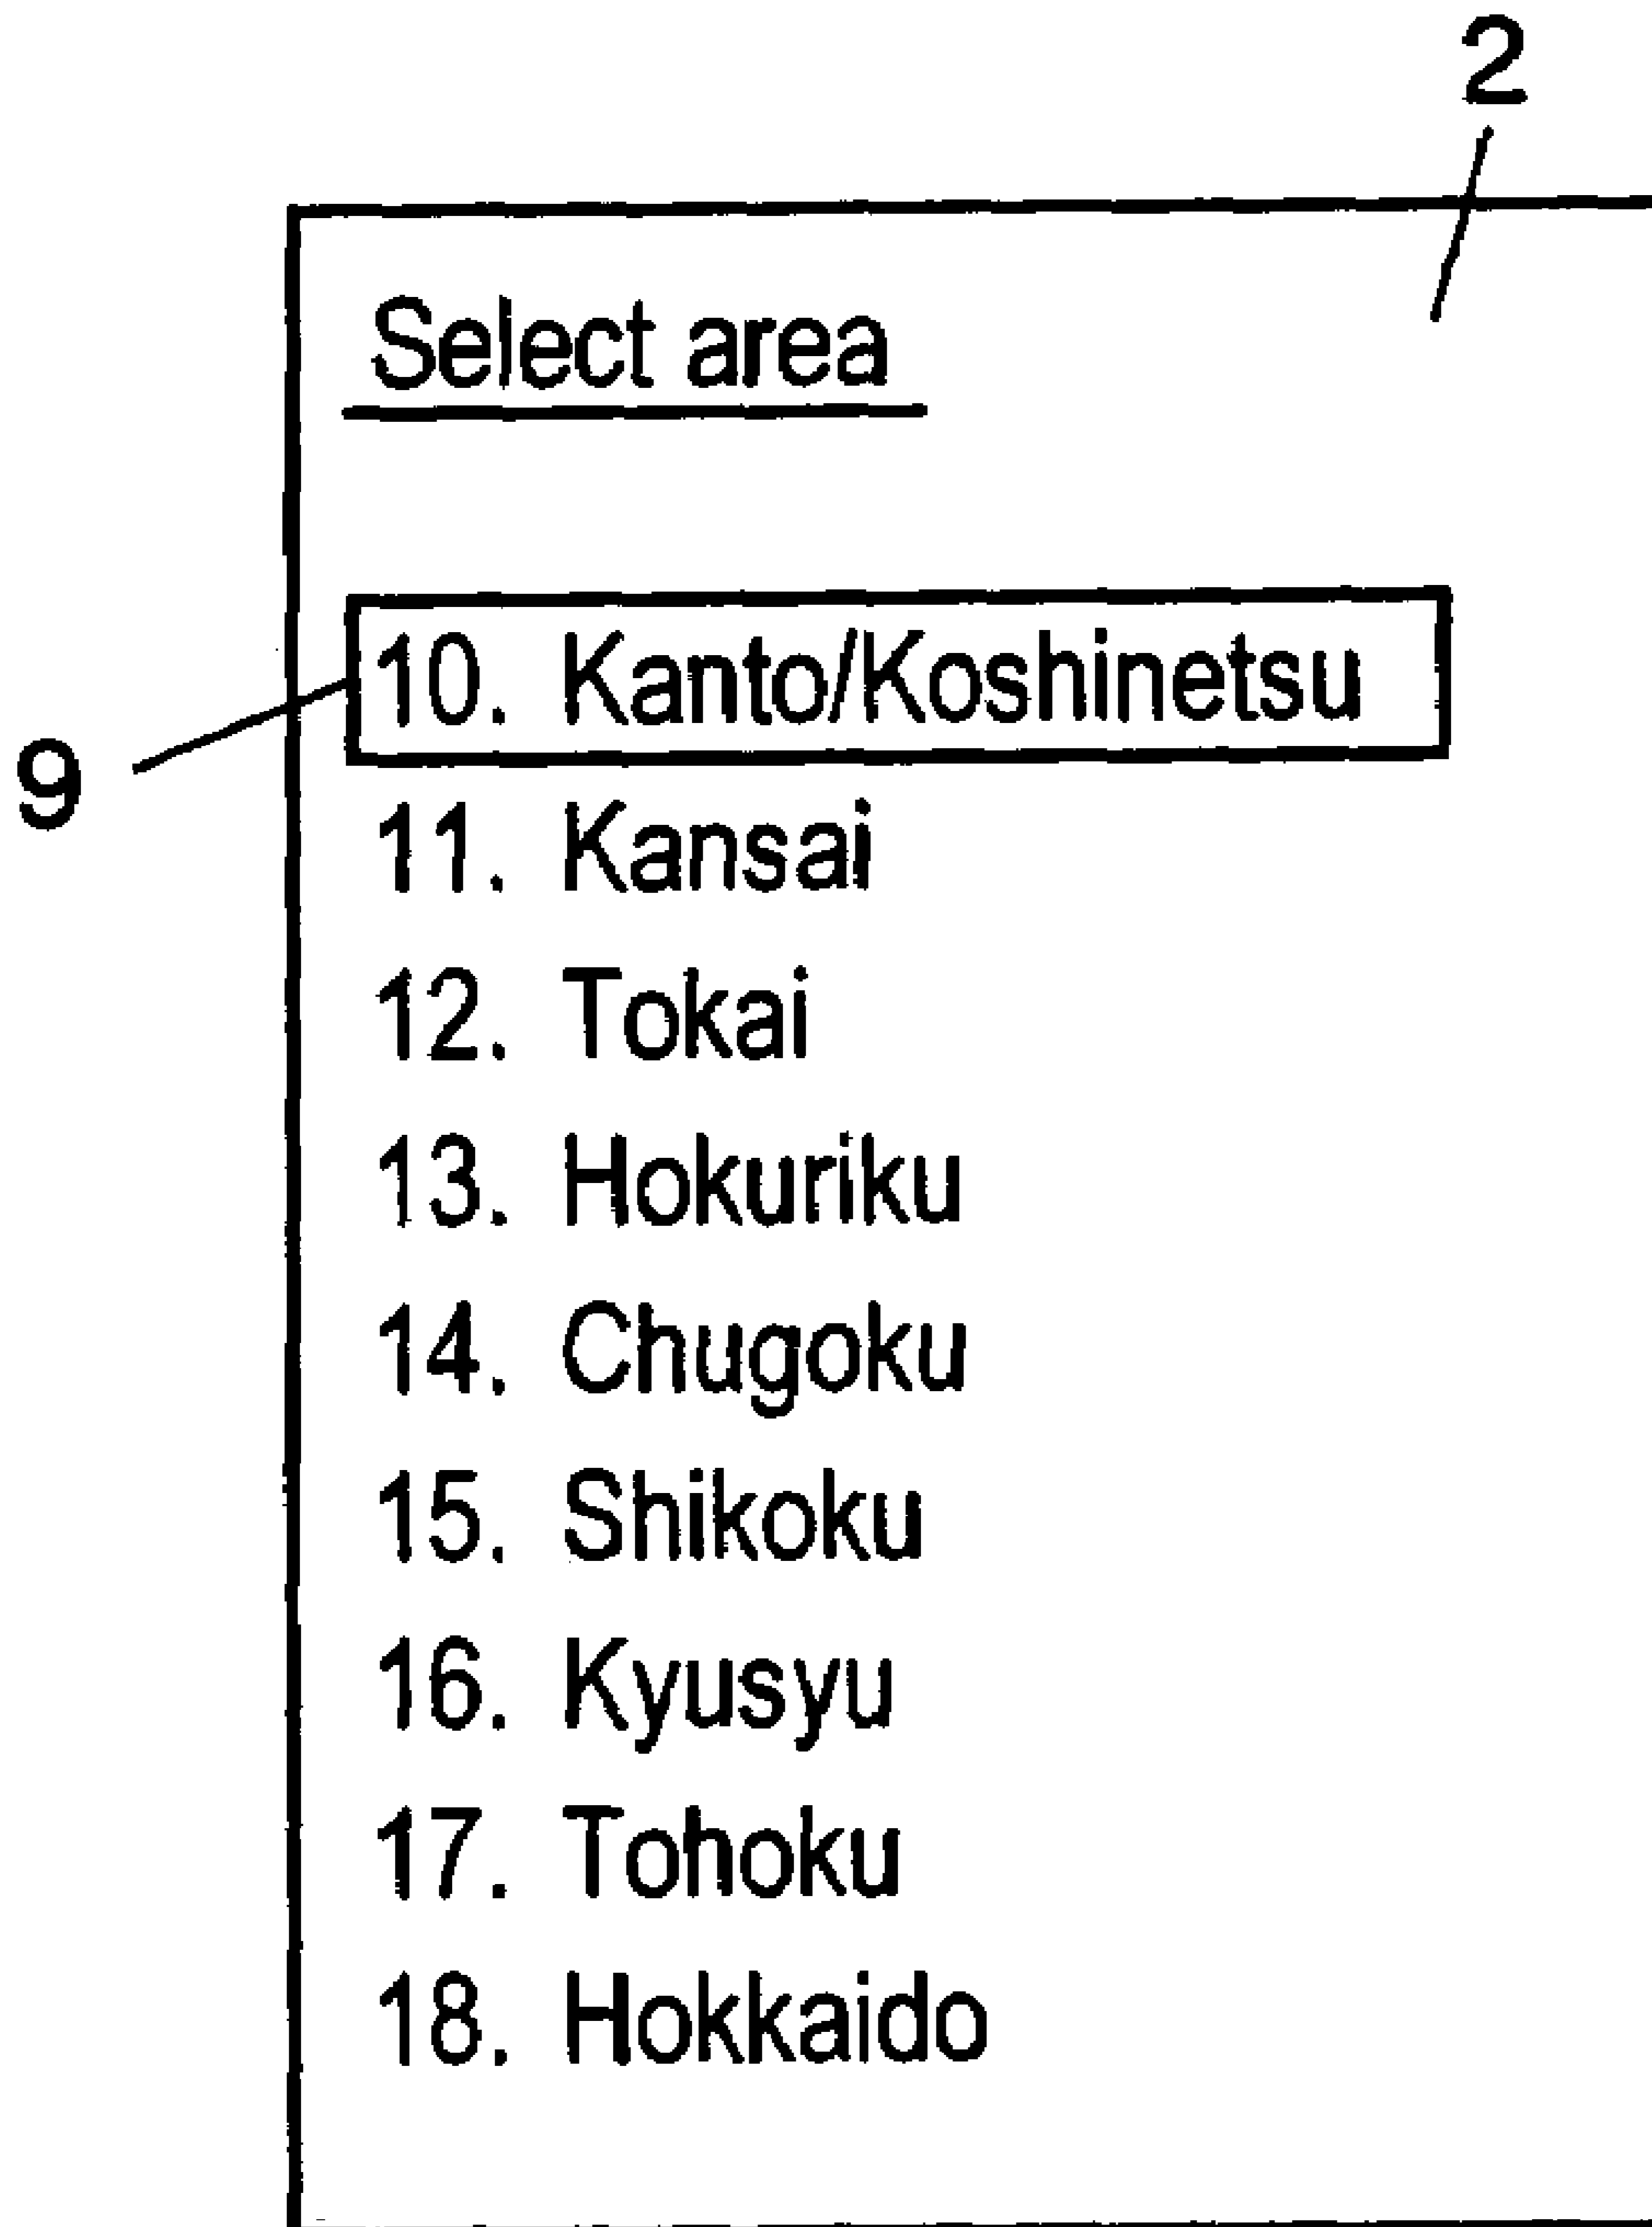 2
Select area
10. Kanto/Koshinetsu
9
11. Kansai
12. Tokai
13. Hokuriku
14. Chugoku
15. Shikoku
16. Kyusyu
17. Tohoku
18. Hokkaido